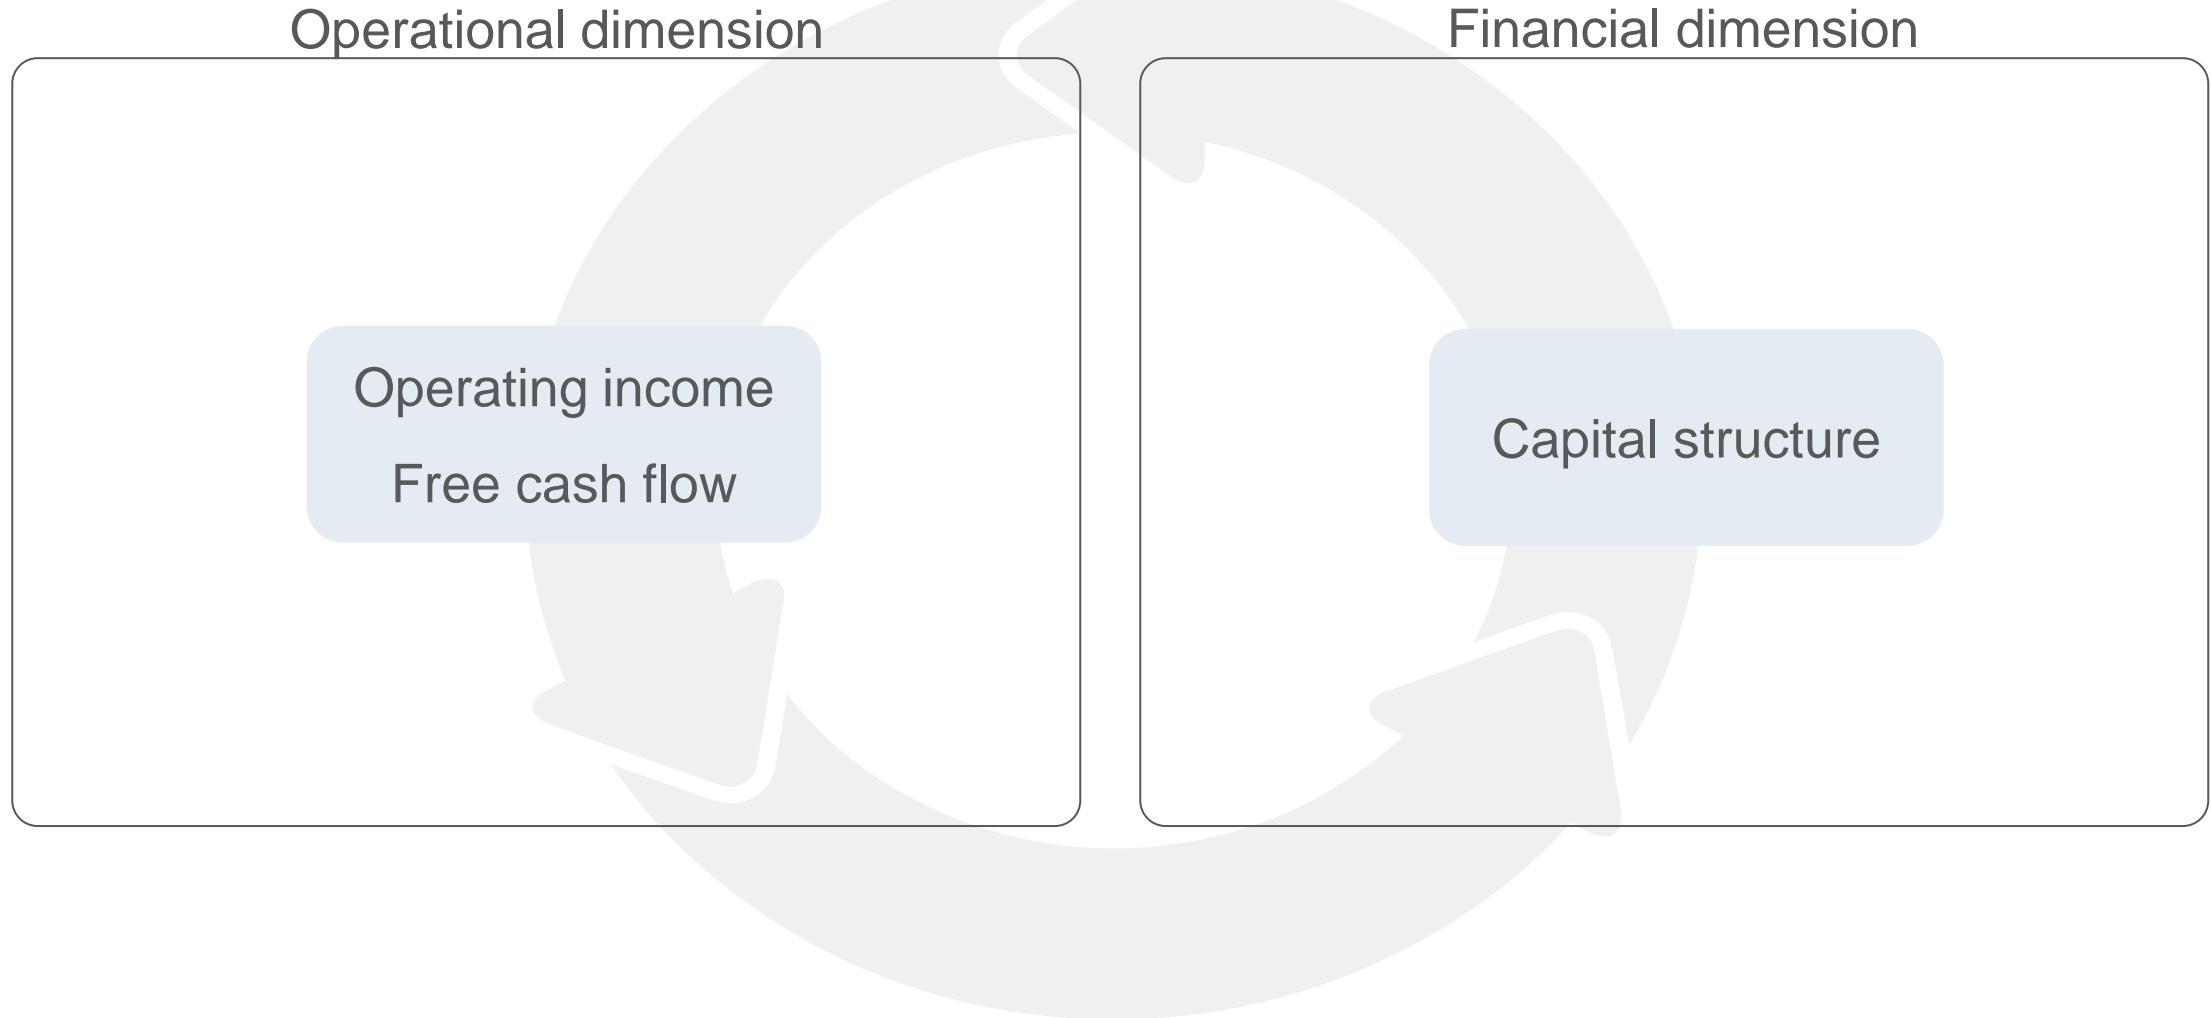 Operational dimension
Financial dimension
Operating income
Free cash flow
Capital structure